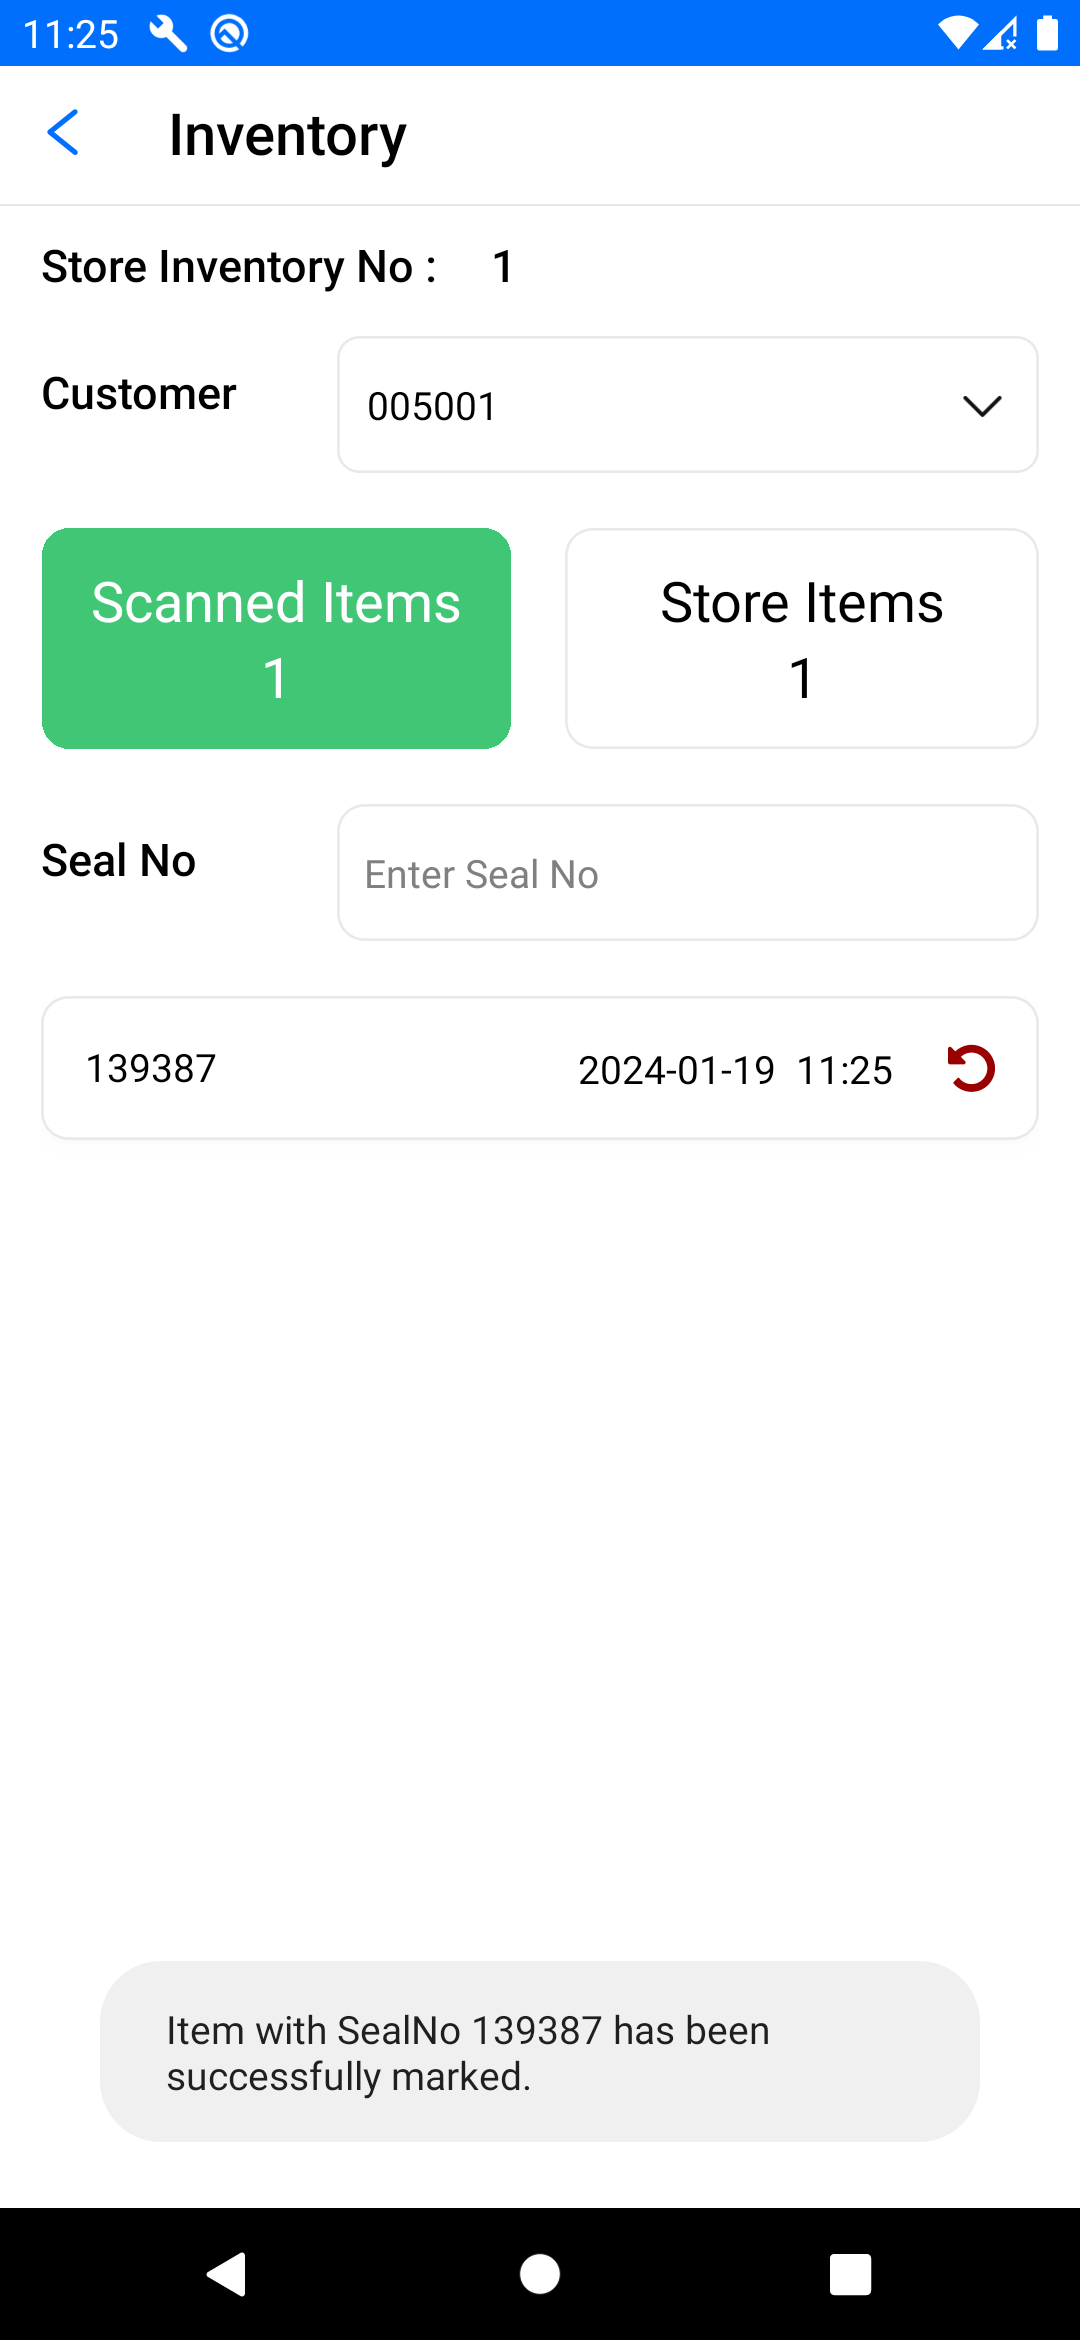 11:25
Inventory
Store Inventory No : 1
Customer
005001
Scanned Items
1
Store Items
1
Seal No
Enter Seal No
139387
2024-01-19 11:25
Item with SealNo 139387 has been
successfully marked.